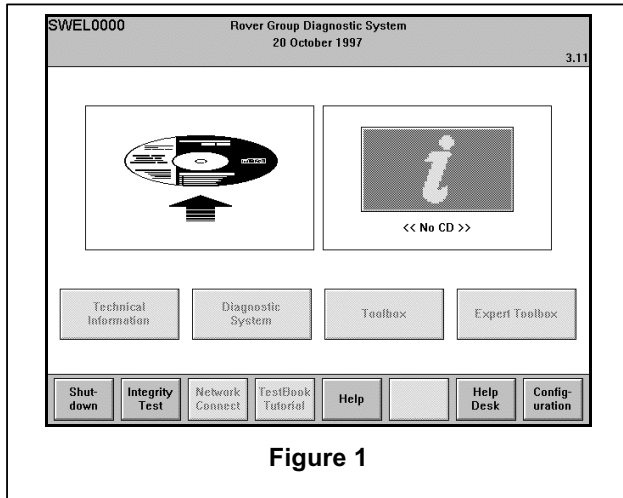 SWEL0000
Rover Group Diagnostic System
20 October 1997
3.11
i
<< No CD >>
Technical
Information
Diagnostic
System
Toolbox
Expert Toolbox
Shut-
down
Integrity
Test
Network
Connect
TestBook
Tutorial
Help
Help
Desk
Config-
uration
Figure 1